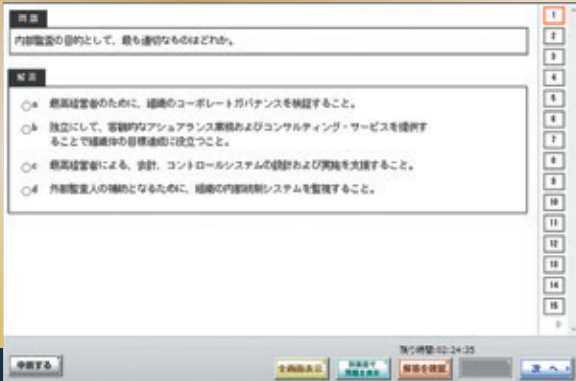 問題
内部監査の目的として、最も適切なものはどれか。
解答
a 最高経営者のために、組織のコーポレートガバナンスを検証すること。
b 独立にして、客観的なアシュアランス業務およびコンサルティング・サービスを提供す
ることで組織体の目標達成に役立つこと。
c 最高経営者による、会計、コントロールシステムの設計および実施を支援すること。
d 外部監査人の補助となるために、組織の内部統制システムを監視すること。
1
2
3
4
5
6
7
8
9
10
11
12
13
14
15
残り時間:02:24:35
中断する
全画面表示
別画面で
問題を表示
解答を確認
次へ